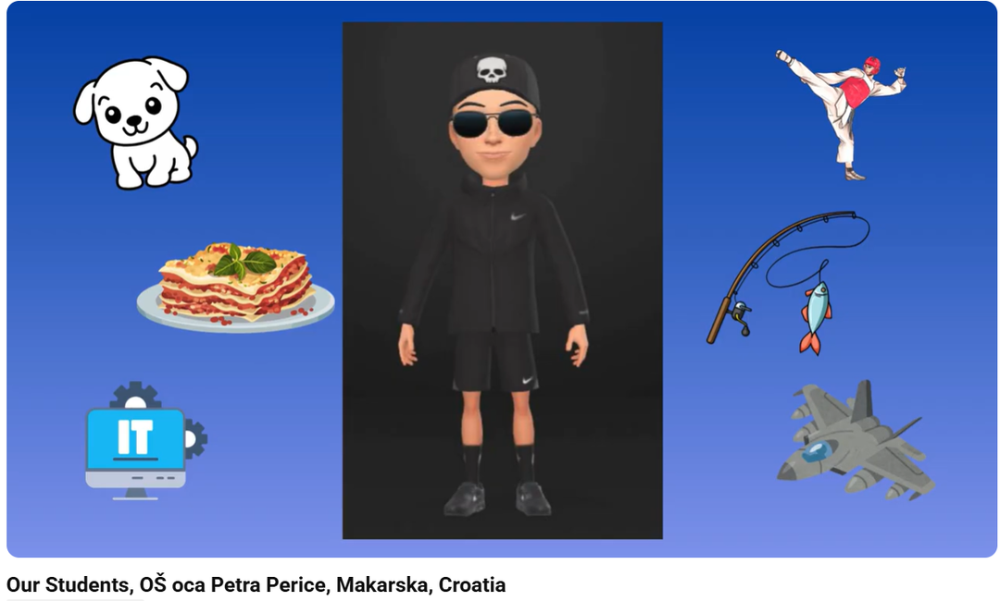 IT
Our Students, OŠ oca Petra Perice, Makarska, Croatia